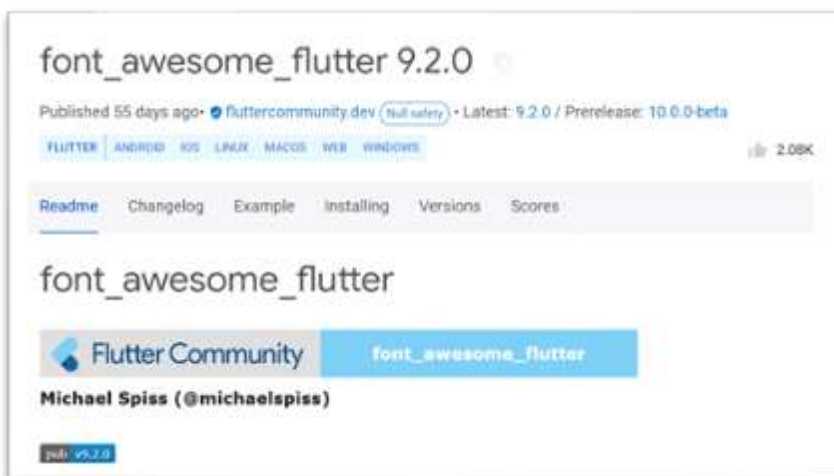 font_awesome_flutter 9.2.0
Published 55 days ago • fluttercommunity.dev Null safety • Latest: 9.2.0 / Prerelease: 10.0.0-beta
FLUTTER ANDROID IOS LINUX MACOS WEB WINDOWS
2.08K
Readme Changelog Example Installing Versions Scores
font_awesome_flutter
Flutter Community font_awesome_flutter
Michael Spiss (@michaelspiss)
pub v9.2.0